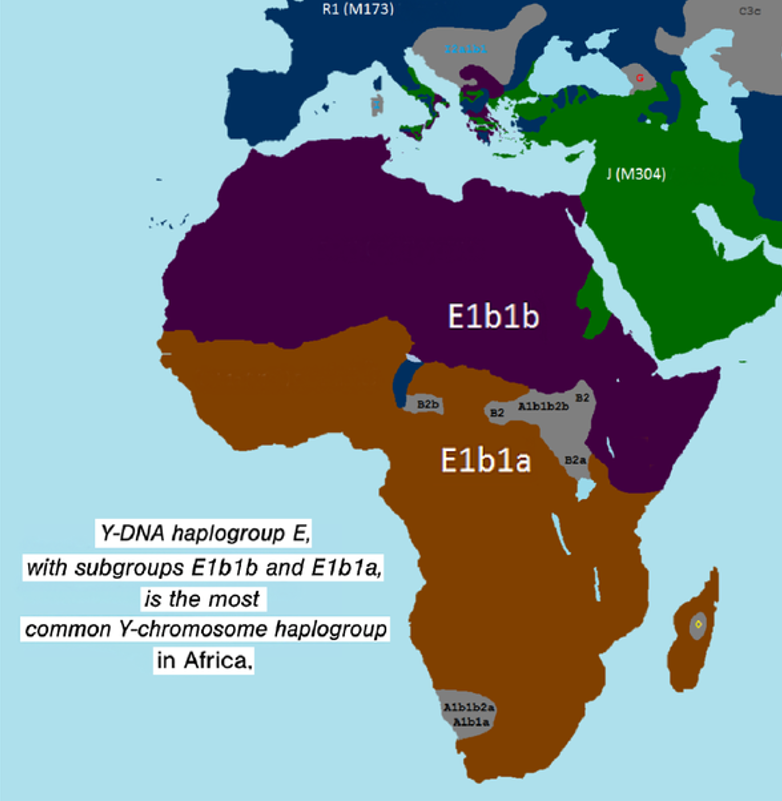 R1 (M173)
C3c
G
J (M304)
E1b1b
B2b
B2
A1b1b2b
B2
E1b1a
B2a
Y-DNA haplogroup E,
with subgroups E1b1b and E1b1a,
is the most
common Y-chromosome haplogroup
in Africa.
A1b1b2a
A1b1a